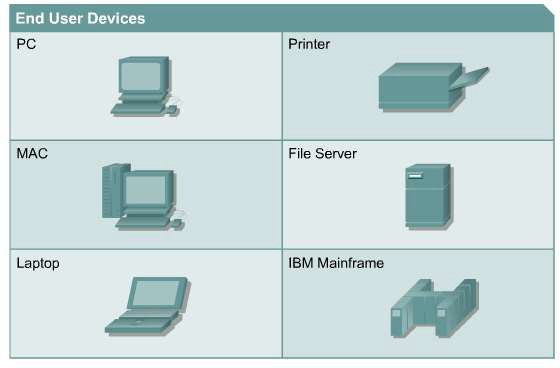 End User Devices
PC
Printer
MAC
File Server
Laptop
IBM Mainframe